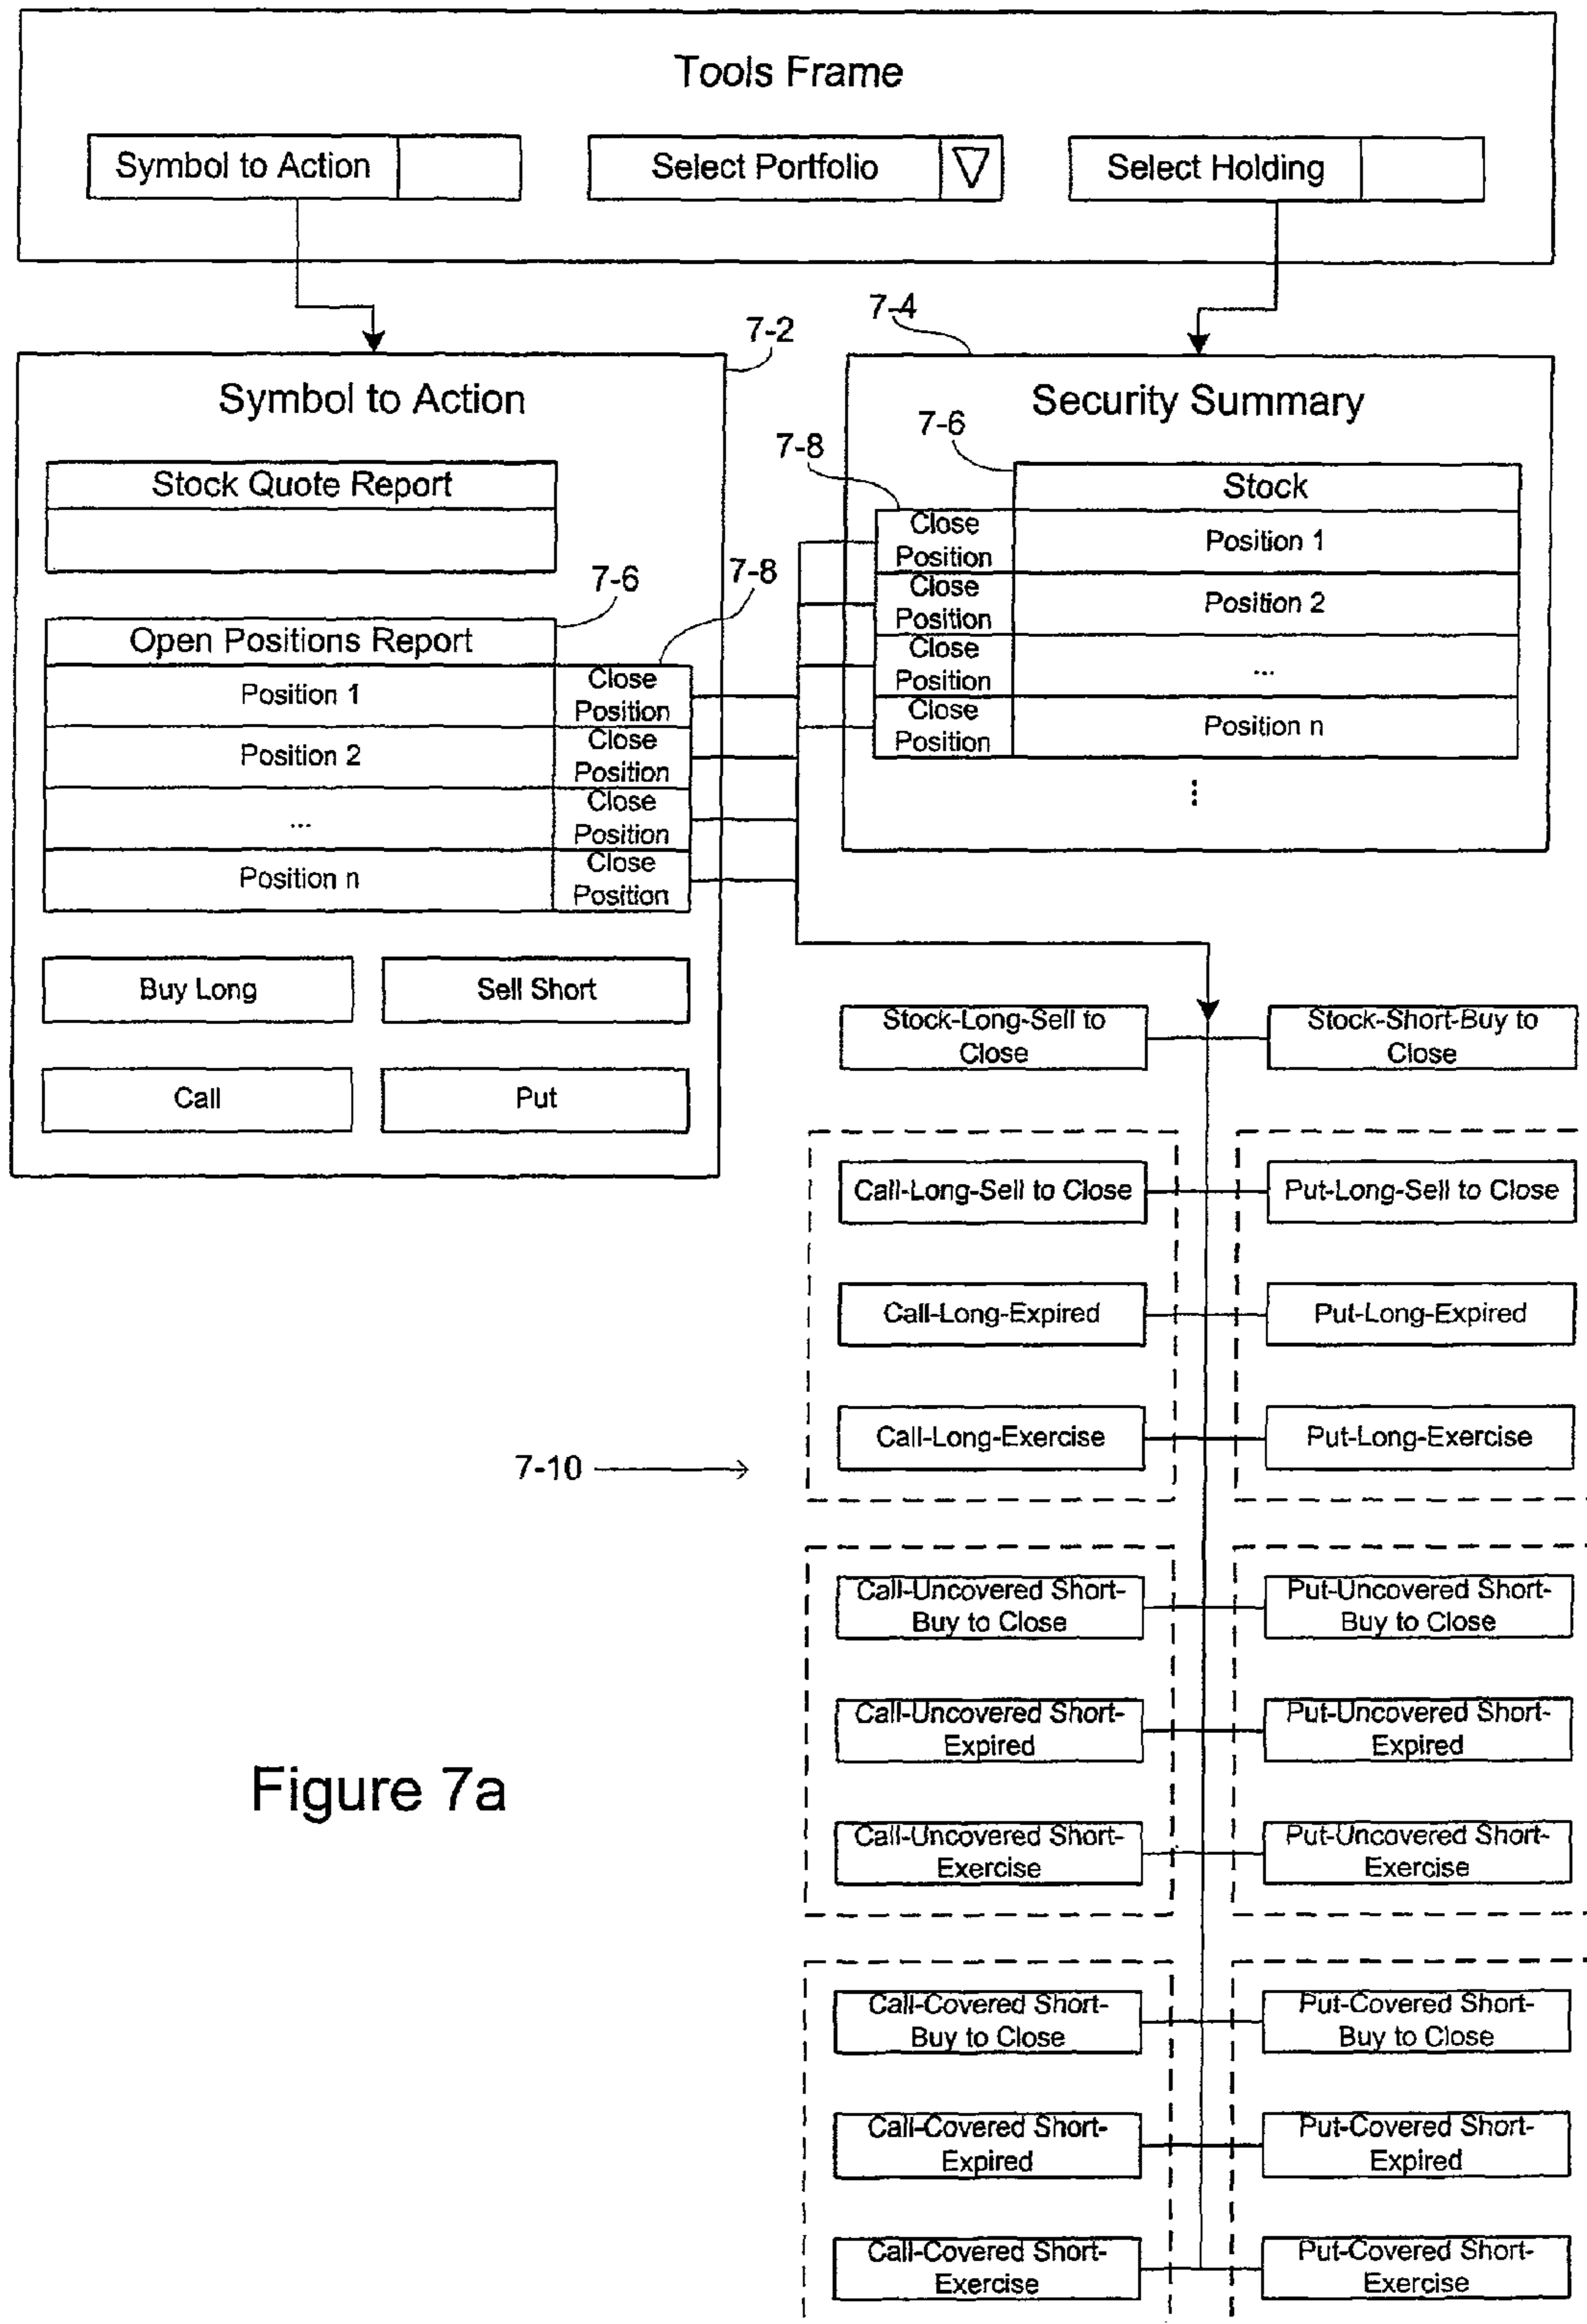 Tools Frame
Symbol to Action
Select Portfolio
Select Holding
7-2
7-4
Symbol to Action
Stock Quote Report
7-6
7-8
Open Positions Report
Position 1
Close
Position
Position 2
Close
Position
...
Close
Position
Position n
Close
Position
Buy Long
Sell Short
Call
Put
Security Summary
7-8
7-6
Stock
Close
Position
Position 1
Close
Position
Position 2
Close
Position
...
Close
Position
Position n
Stock-Long-Sell to
Close
Stock-Short-Buy to
Close
Call-Long-Sell to Close
Put-Long-Sell to Close
Call-Long-Expired
Put-Long-Expired
Call-Long-Exercise
Put-Long-Exercise
7-10
Call-Uncovered Short-
Buy to Close
Put-Uncovered Short-
Buy to Close
Call-Uncovered Short-
Expired
Put-Uncovered Short-
Expired
Call-Uncovered Short-
Exercise
Put-Uncovered Short-
Exercise
Figure 7a
Call-Covered Short-
Buy to Close
Put-Covered Short-
Buy to Close
Call-Covered Short-
Expired
Put-Covered Short-
Expired
Call-Covered Short-
Exercise
Put-Covered Short-
Exercise